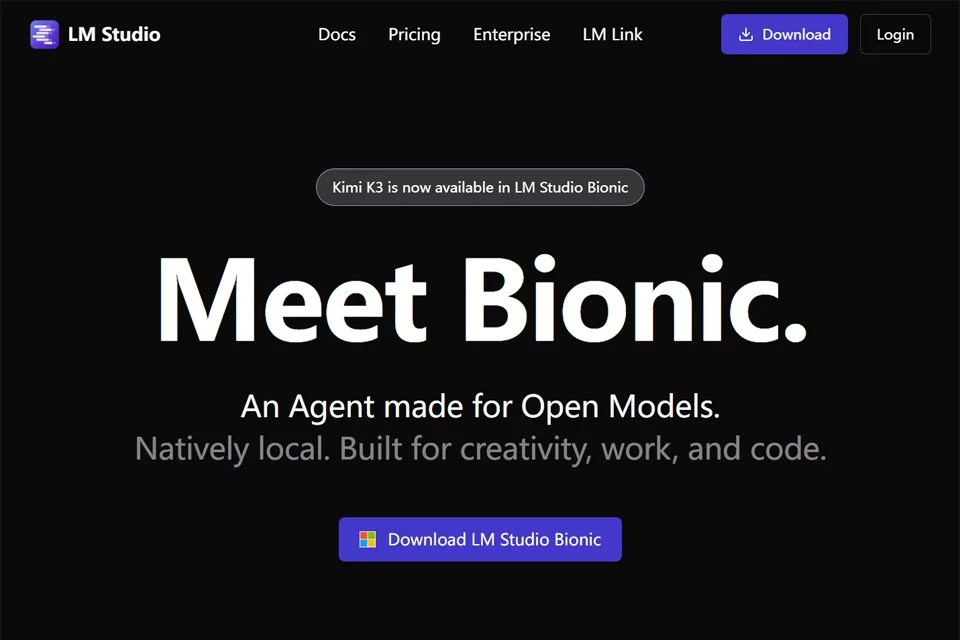 LM Studio
Docs
Pricing
Enterprise
LM Link
Download
Login
Kimi K3 is now available in LM Studio Bionic
Meet Bionic.
An Agent made for Open Models.
Natively local. Built for creativity, work, and code.
Download LM Studio Bionic